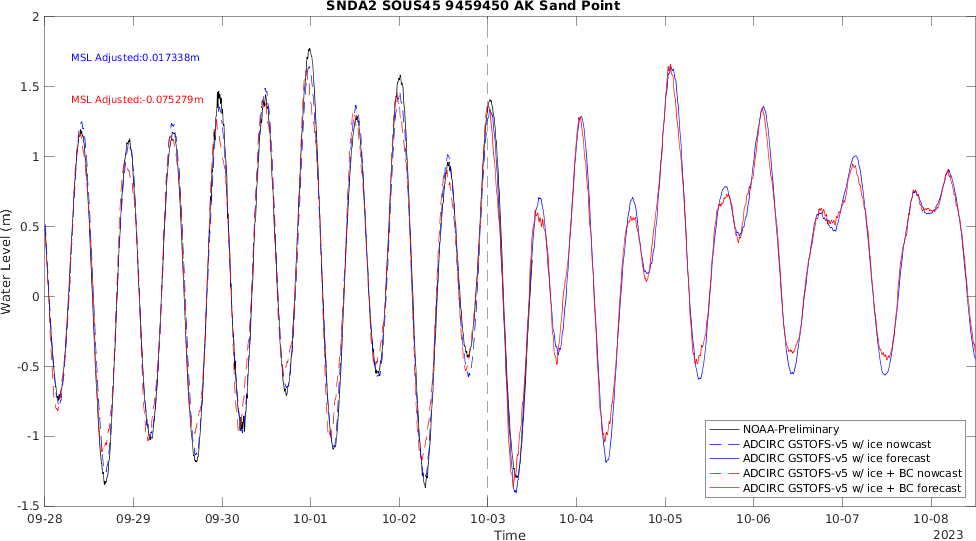 SNDA2 SOUS45 9459450 AK Sand Point
2
1.5
1
0.5
0
-0.5
-1
-1.5
Water Level (m)
MSL Adjusted:0.017338m
MSL Adjusted:-0.075279m
NOAA-Preliminary
ADCIRC GSTOFS-v5 w/ ice nowcast
ADCIRC GSTOFS-v5 w/ ice forecast
ADCIRC GSTOFS-v5 w/ ice + BC nowcast
ADCIRC GSTOFS-v5 w/ ice + BC forecast
09-28 09-29 09-30 10-01 10-02 10-03 10-04 10-05 10-06 10-07 10-08
Time
2023